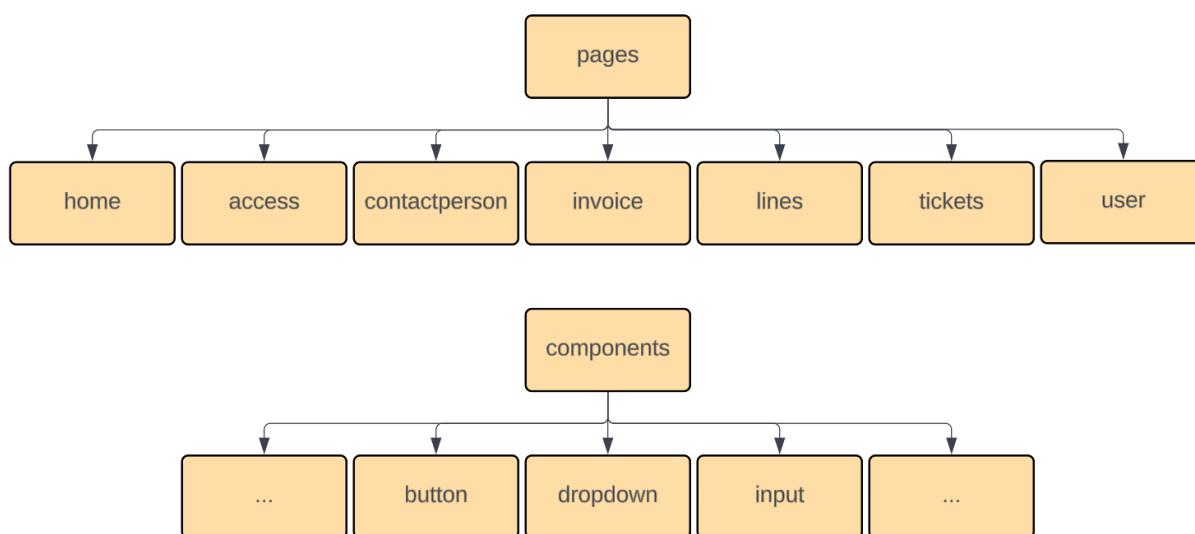 pages
home
access
contactperson
invoice
lines
tickets
user
components
...
button
dropdown
input
...